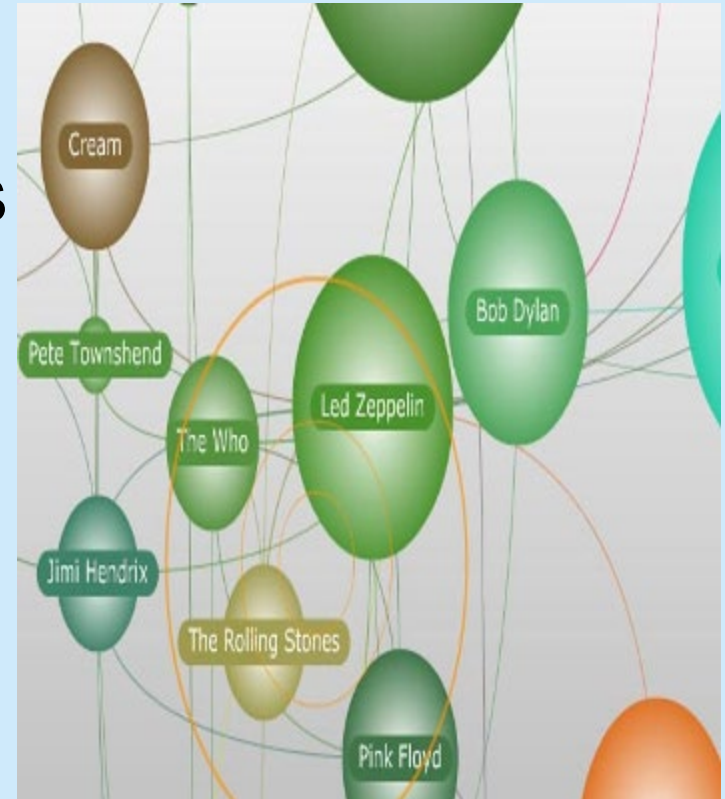 Cream
Bob Dylan
Pete Townshend
Led Zeppelin
The Who
Jimi Hendrix
The Rolling Stones
Pink Floyd